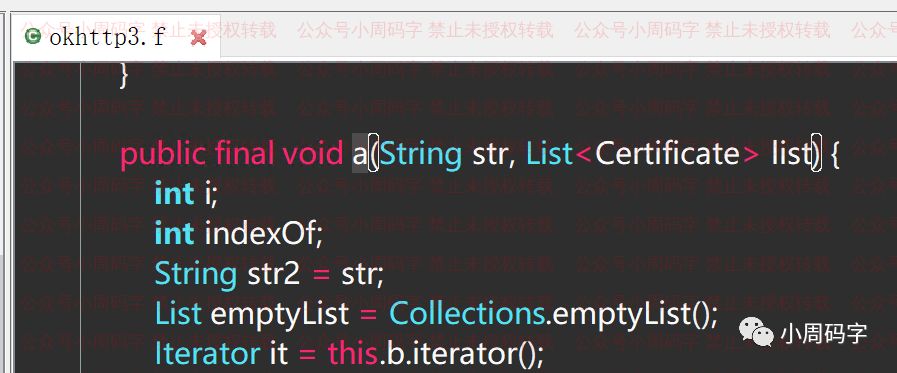 okhttp3.f
公众号小周码字 禁止未授权转载 公众号小周码字 禁止未授权转载 公众号小周码字 禁止未授权转载
}
public final void a(String str, List<Certificate> list) {
int i;
int indexOf;
String str2 = str;
List emptyList = Collections.emptyList();
Iterator it = this.b.iterator();
小周码字